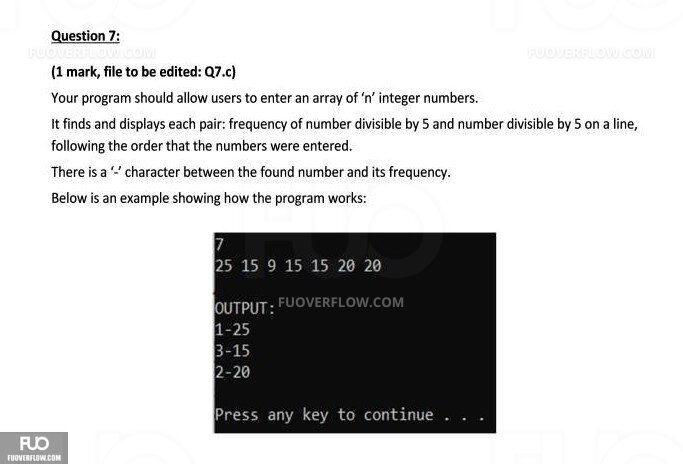 Question 7:
FUOVERFLOW.COM
FUOVERFLOW.COM
(1 mark, file to be edited: Q7.c)
Your program should allow users to enter an array of ‘n’ integer numbers.
It finds and displays each pair: frequency of number divisible by 5 and number divisible by 5 on a line,
following the order that the numbers were entered.
There is a ‘-’ character between the found number and its frequency.
Below is an example showing how the program works:
7
25 15 9 15 15 20 20
FUOVERFLOW.COM
OUTPUT:
1-25
3-15
2-20
Press any key to continue . . .
FUO
FUOVERFLOW.COM
FUOVERFLOW.COM